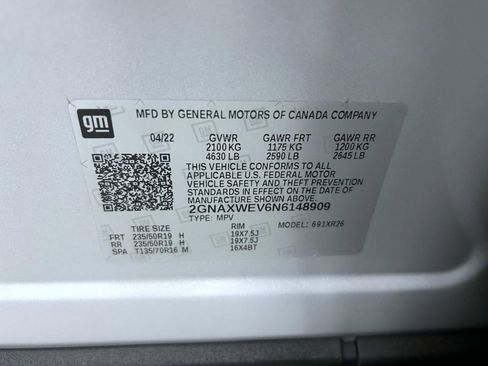 gm
MFD BY GENERAL MOTORS OF CANADA COMPANY
04/22 GVWR GAWR FRT GAWR RR
2100 KG 1175 KG 1200 KG
4630 LB 2590 LB 2645 LB
THIS VEHICLE CONFORMS TO ALL
APPLICABLE U.S. FEDERAL MOTOR
VEHICLE SAFETY AND THEFT PREVENTION
STANDARDS IN EFFECT ON THE DATE OF
MANUFACTURE SHOWN ABOVE.
2GNAXWEV6N6148909
TYPE: MPV MODEL: 691XR26
TIRE SIZE RIM
FRT 235/50R19 H 19X7.5J
RR 235/50R19 H 19X7.5J
SPA T135/70R16 M 16X4BT